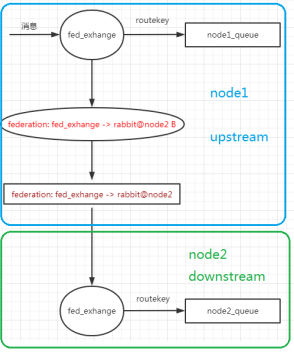 消息
fed_exhange
routekey
node1_queue
node1
federation: fed_exhange -> rabbit@node2 B
upstream
federation: fed_exhange -> rabbit@node2
node2
downstream
fed_exhange
routekey
node2_queue